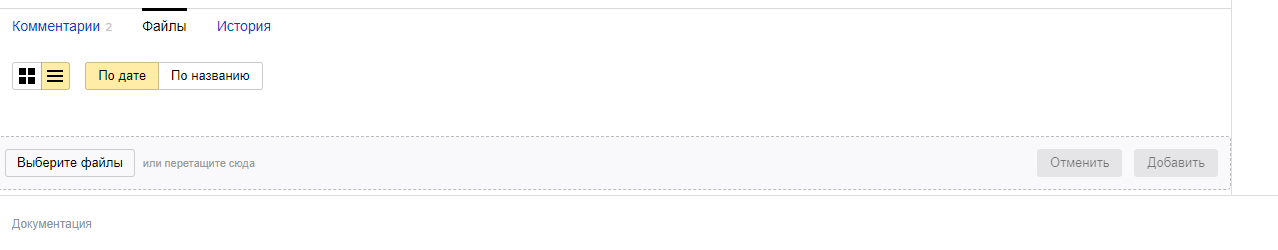 Комментарии 2 Файлы История
По дате По названию
Выберите файлы или перетащите сюда Отменить Добавить
Документация